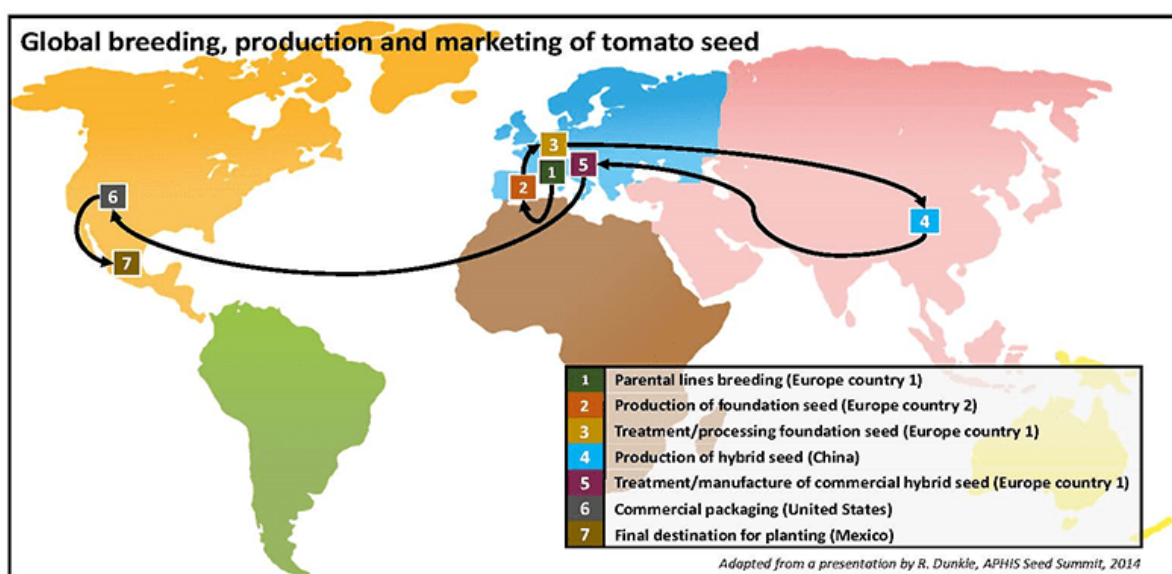 Global breeding, production and marketing of tomato seed
3
1
5
2
6
4
7
1 Parental lines breeding (Europe country 1)
2 Production of foundation seed (Europe country 2)
3 Treatment/processing foundation seed (Europe country 1)
4 Production of hybrid seed (China)
5 Treatment/manufacture of commercial hybrid seed (Europe country 1)
6 Commercial packaging (United States)
7 Final destination for planting (Mexico)
Adapted from a presentation by R. Dunkle, APHIS Seed Summit, 2014